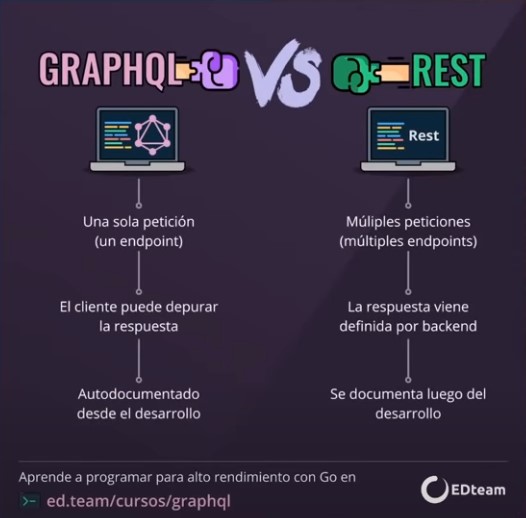 GRAPHQL VS REST
Rest
Una sola petición
(un endpoint)
El cliente puede depurar
la respuesta
Autodocumentado
desde el desarrollo
Múliples peticiones
(múltiples endpoints)
La respuesta viene
definida por backend
Se documenta luego del
desarrollo
Aprende a programar para alto rendimiento con Go en
ed.team/cursos/graphql
EDteam